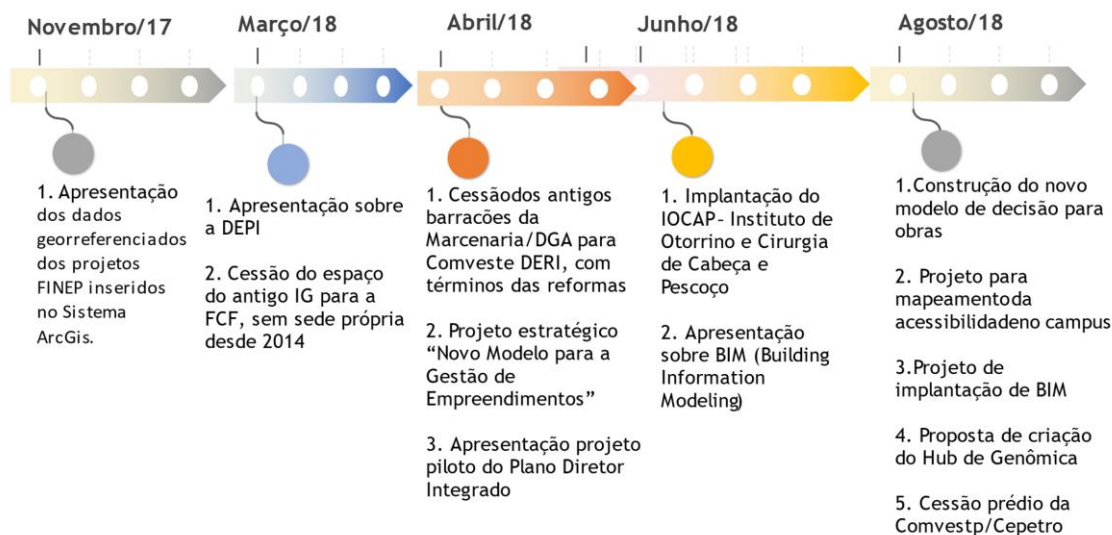 Novembro/17
1. Apresentação
dos dados
georreferenciados
dos projetos
FINEP inseridos
no Sistema
ArcGis.
Março/18
1. Apresentação sobre
a DEPI
2. Cessão do espaço
do antigo IG para a
FCF, sem sede própria
desde 2014
Abril/18
1. Cessãodos antigos
barracões da
Marcenaria/DGA para
Comveste DERI, com
términos das reformas
2. Projeto estratégico
“Novo Modelo para a
Gestão de
Empreendimentos”
3. Apresentação projeto
piloto do Plano Diretor
Integrado
Junho/18
1. Implantação do
IOCAP- Instituto de
Otorrino e Cirurgia
de Cabeça e
Pescoço
2. Apresentação
sobre BIM (Building
Information
Modeling)
Agosto/18
1.Construção do novo
modelo de decisão para
obras
2. Projeto para
mapeamentoda
acessibilidadeno campus
3.Projeto de
implantação de BIM
4. Proposta de criação
do Hub de Genômica
5. Cessão prédio da
Comvestp/Cepetro